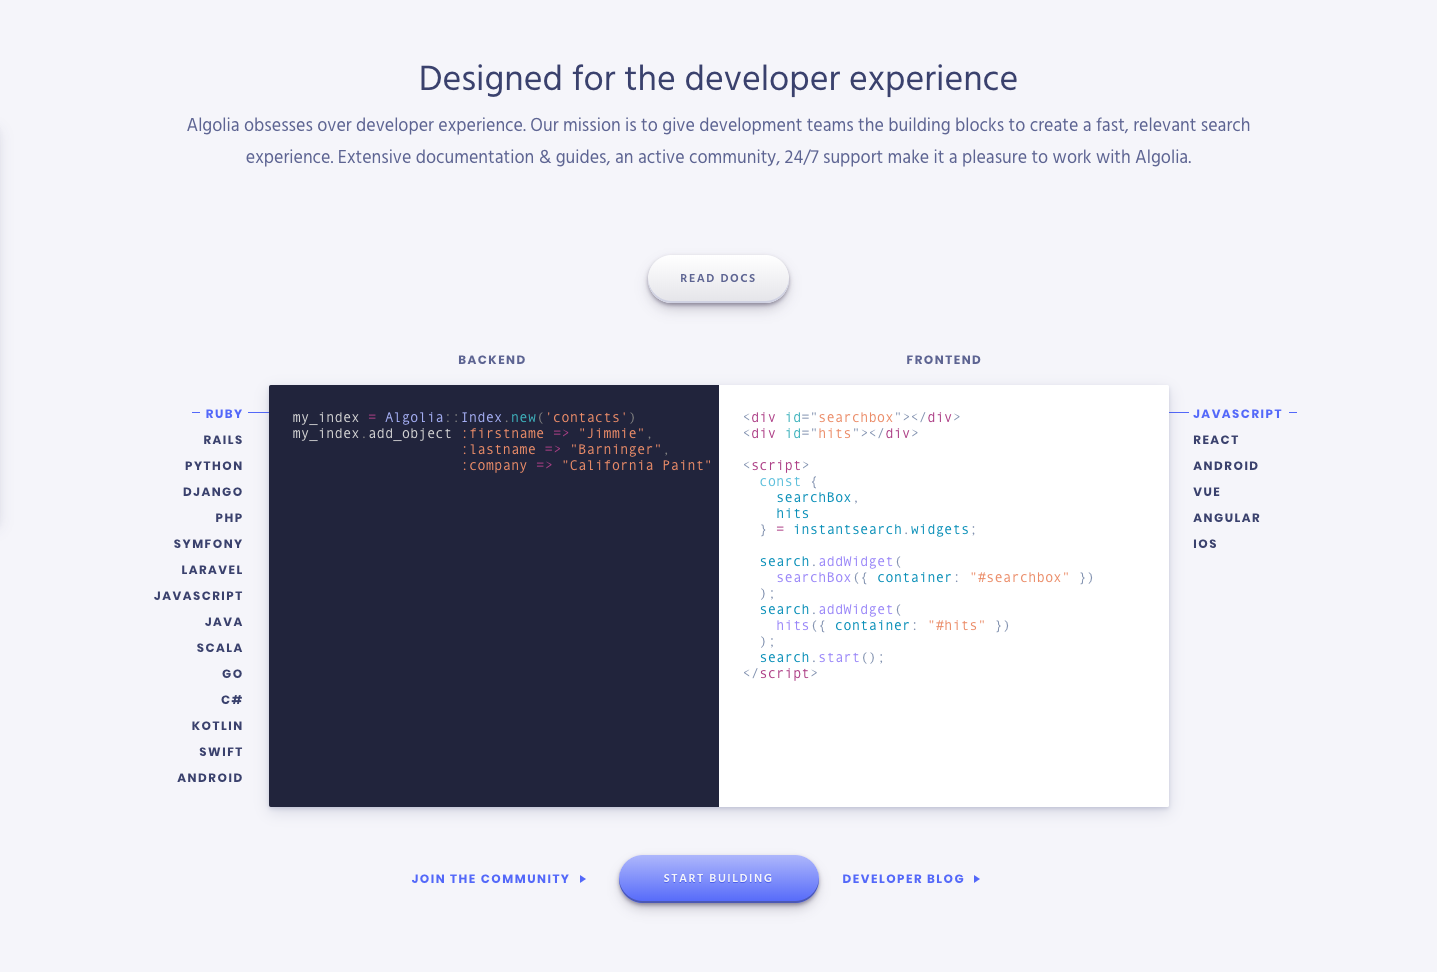 Designed for the developer experience
Algolia obsesses over developer experience. Our mission is to give development teams the building blocks to create a fast, relevant search
experience. Extensive documentation & guides, an active community, 24/7 support make it a pleasure to work with Algolia.
READ DOCS
BACKEND
FRONTEND
RUBY
RAILS
PYTHON
DJANGO
PHP
SYMFONY
LARAVEL
JAVASCRIPT
JAVA
SCALA
GO
C#
KOTLIN
SWIFT
ANDROID
my_index = Algolia::Index.new('contacts')
my_index.add_object :firstname => "Jimmie",
                    :lastname => "Barninger",
                    :company => "California Paint"
<div id="searchbox"></div>
<div id="hits"></div>
<script>
  const {
    searchBox,
    hits
  } = instantsearch.widgets;
  search.addWidget(
    searchBox({ container: "#searchbox" })
  );
  search.addWidget(
    hits({ container: "#hits" })
  );
  search.start();
</script>
JAVASCRIPT
REACT
ANDROID
VUE
ANGULAR
IOS
JOIN THE COMMUNITY
START BUILDING
DEVELOPER BLOG